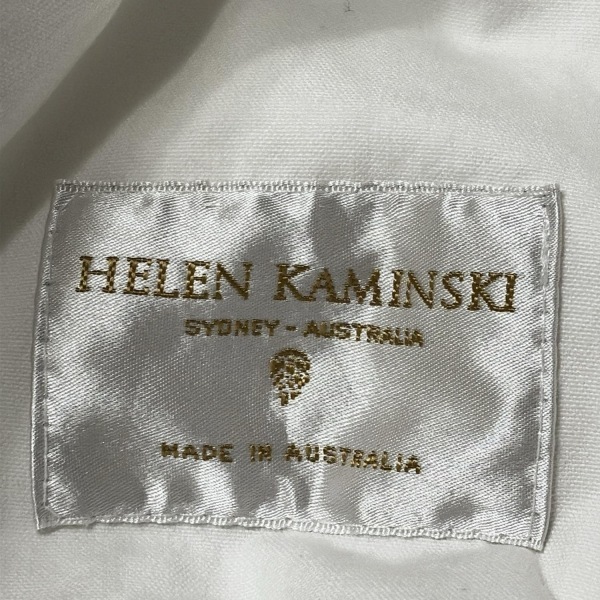 HELEN KAMINSKI
SYDNEY - AUSTRALIA
MADE IN AUSTRALIA